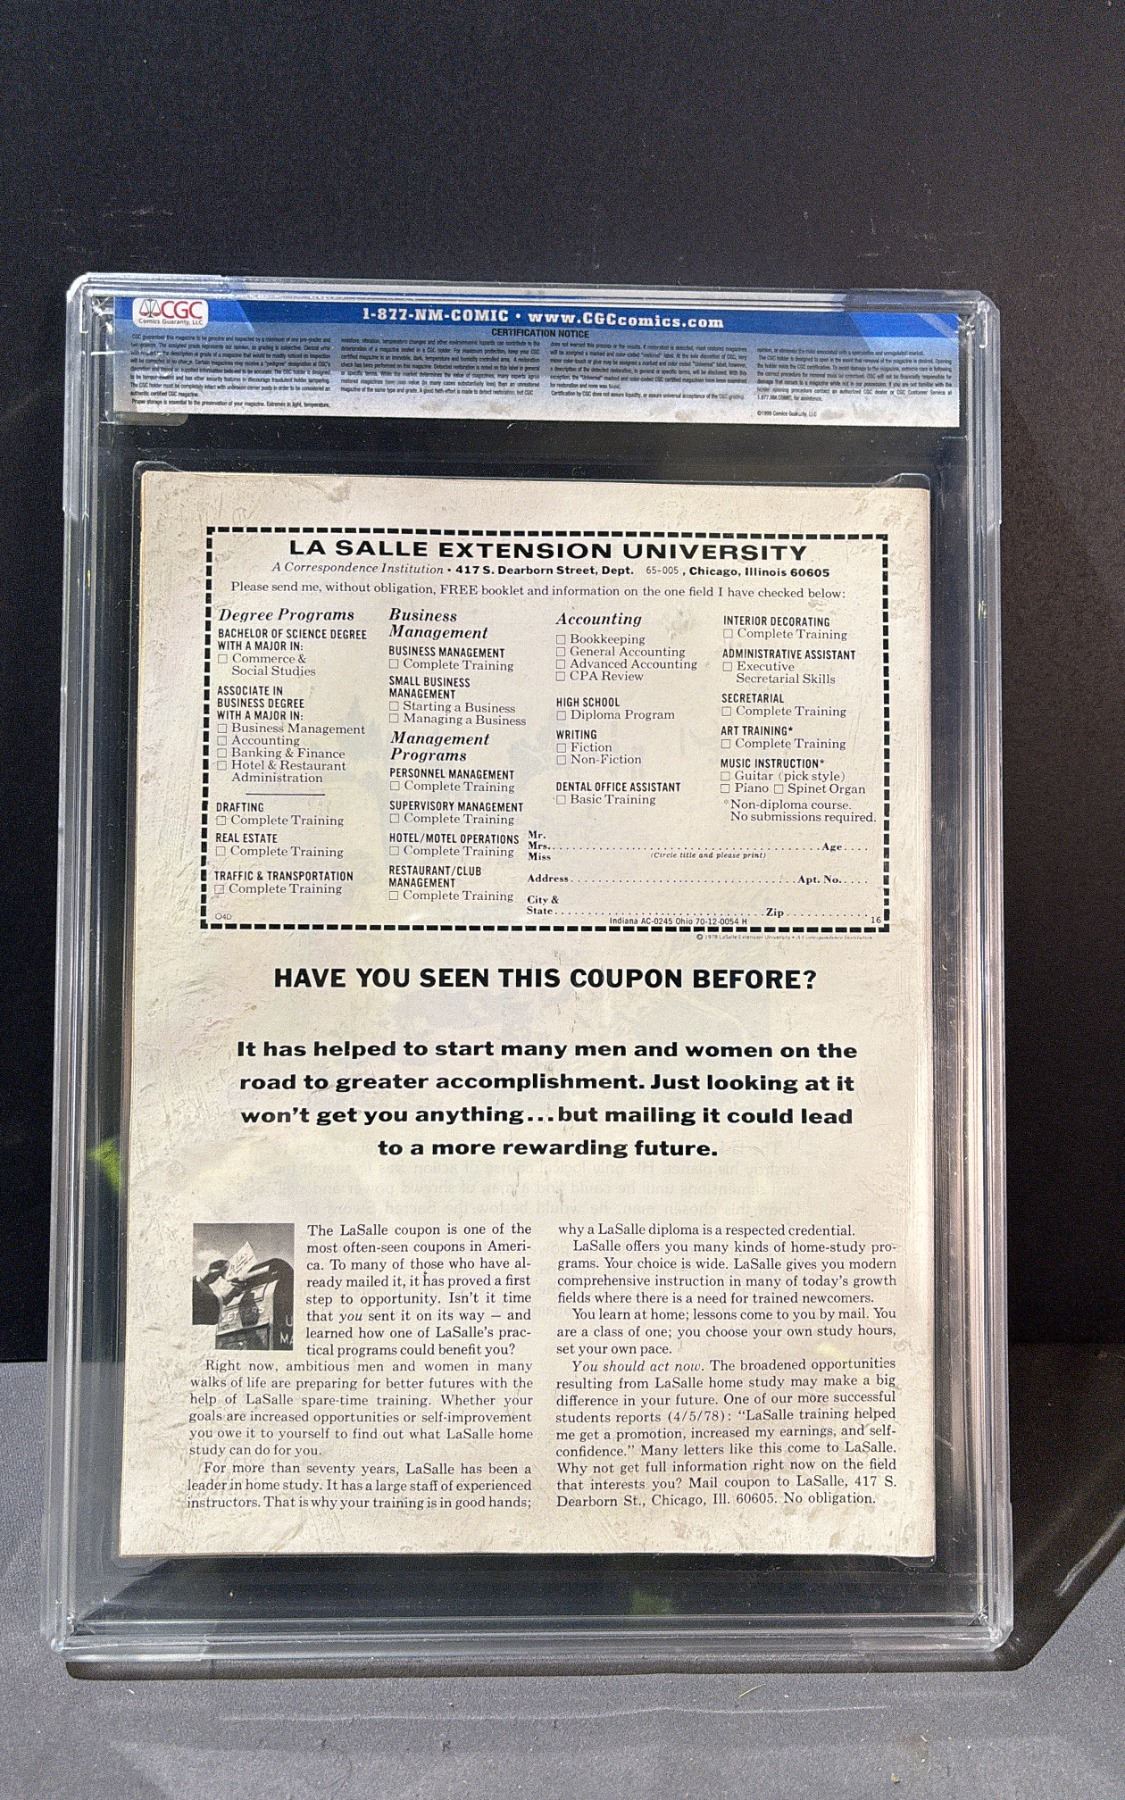 CGC
Comics Guaranty, LLC
1-877-NM-COMIC • www.CGCcomics.com
CERTIFICATION NOTICE
©1999 Comics Guaranty, LLC
LA SALLE EXTENSION UNIVERSITY
A Correspondence Institution • 417 S. Dearborn Street, Dept. 65-005 , Chicago, Illinois 60605
Please send me, without obligation, FREE booklet and information on the one field I have checked below:
Degree Programs
BACHELOR OF SCIENCE DEGREE
WITH A MAJOR IN:
☐ Commerce &
Social Studies
ASSOCIATE IN
BUSINESS DEGREE
WITH A MAJOR IN:
☐ Business Management
☐ Accounting
☐ Banking & Finance
☐ Hotel & Restaurant
Administration
DRAFTING
☐ Complete Training
REAL ESTATE
☐ Complete Training
TRAFFIC & TRANSPORTATION
☐ Complete Training
04D
Business
Management
BUSINESS MANAGEMENT
☐ Complete Training
SMALL BUSINESS
MANAGEMENT
☐ Starting a Business
☐ Managing a Business
Management
Programs
PERSONNEL MANAGEMENT
☐ Complete Training
SUPERVISORY MANAGEMENT
☐ Complete Training
HOTEL/MOTEL OPERATIONS
☐ Complete Training
RESTAURANT/CLUB
MANAGEMENT
☐ Complete Training
Accounting
☐ Bookkeeping
☐ General Accounting
☐ Advanced Accounting
☐ CPA Review
HIGH SCHOOL
☐ Diploma Program
WRITING
☐ Fiction
☐ Non-Fiction
DENTAL OFFICE ASSISTANT
☐ Basic Training
INTERIOR DECORATING
☐ Complete Training
ADMINISTRATIVE ASSISTANT
☐ Executive
Secretarial Skills
SECRETARIAL
☐ Complete Training
ART TRAINING*
☐ Complete Training
MUSIC INSTRUCTION*
☐ Guitar (pick style)
☐ Piano ☐ Spinet Organ
*Non-diploma course.
No submissions required.
Mr.
Mrs. Age
Miss (Circle title and please print)
Address Apt. No.
City &
State Zip
Indiana AC-0245 Ohio 70-12-0054 H 16
© 1978 LaSalle Extension University • A Correspondence Institution
HAVE YOU SEEN THIS COUPON BEFORE?
It has helped to start many men and women on the
road to greater accomplishment. Just looking at it
won't get you anything...but mailing it could lead
to a more rewarding future.
The LaSalle coupon is one of the
most often-seen coupons in Ameri-
ca. To many of those who have al-
ready mailed it, it has proved a first
step to opportunity. Isn't it time
that you sent it on its way — and
learned how one of LaSalle's prac-
tical programs could benefit you?
Right now, ambitious men and women in many
walks of life are preparing for better futures with the
help of LaSalle spare-time training. Whether your
goals are increased opportunities or self-improvement
you owe it to yourself to find out what LaSalle home
study can do for you.
For more than seventy years, LaSalle has been a
leader in home study. It has a large staff of experienced
instructors. That is why your training is in good hands;
why a LaSalle diploma is a respected credential.
LaSalle offers you many kinds of home-study pro-
grams. Your choice is wide. LaSalle gives you modern
comprehensive instruction in many of today's growth
fields where there is a need for trained newcomers.
You learn at home; lessons come to you by mail. You
are a class of one; you choose your own study hours,
set your own pace.
You should act now. The broadened opportunities
resulting from LaSalle home study may make a big
difference in your future. One of our more successful
students reports (4/5/78): "LaSalle training helped
me get a promotion, increased my earnings, and self-
confidence." Many letters like this come to LaSalle.
Why not get full information right now on the field
that interests you? Mail coupon to LaSalle, 417 S.
Dearborn St., Chicago, Ill. 60605. No obligation.